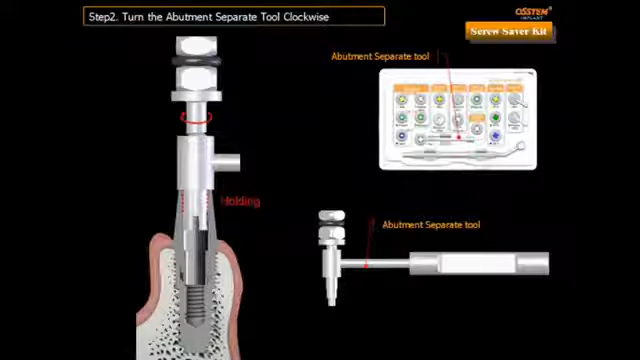 Step2. Turn the Abutment Separate Tool Clockwise
OSSTEM
IMPLANT
Screw Saver Kit
Abutment Separate tool
Holding
Abutment Separate tool